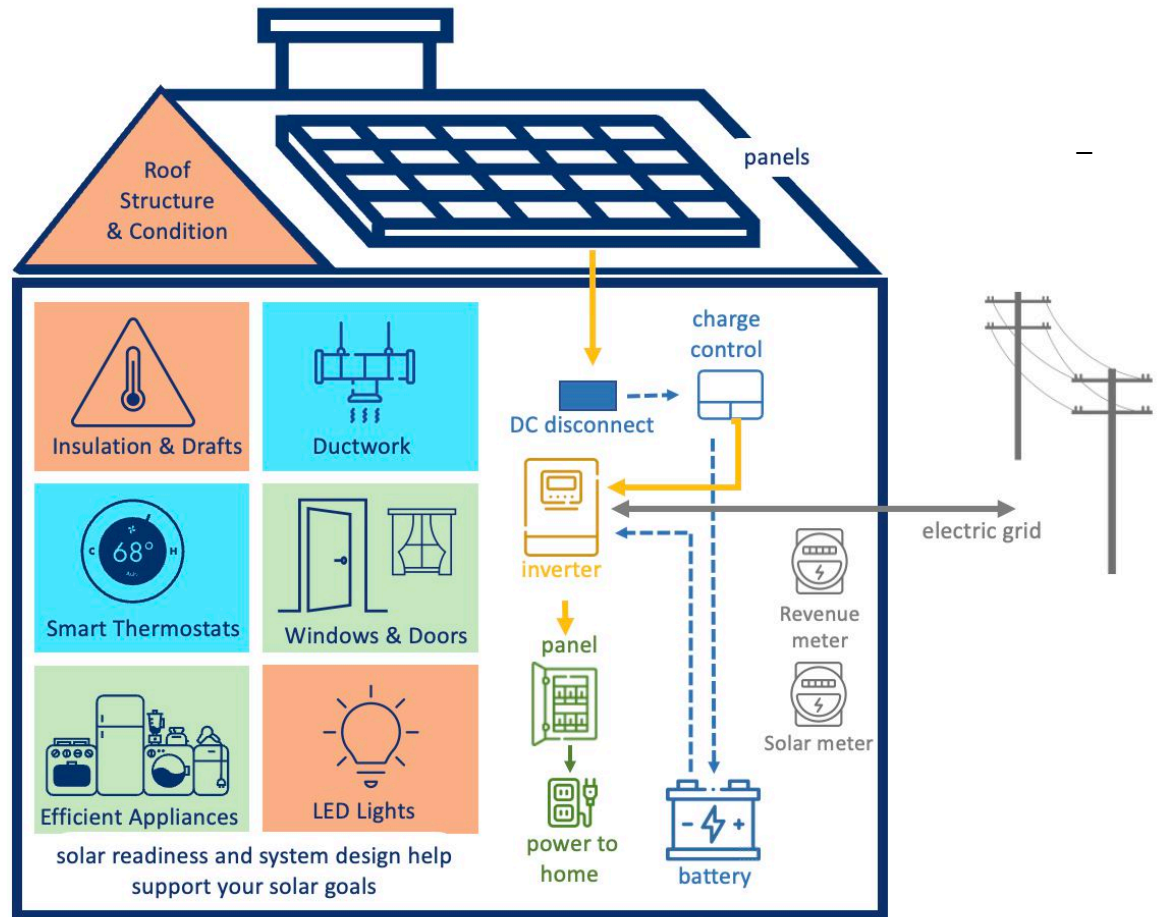 Roof
Structure
& Condition
panels
Insulation & Drafts
Ductwork
68°
C
H
Smart Thermostats
Windows & Doors
Efficient Appliances
LED Lights
solar readiness and system design help
support your solar goals
charge
control
DC disconnect
inverter
electric grid
panel
Revenue
meter
Solar meter
power to
home
- +
battery